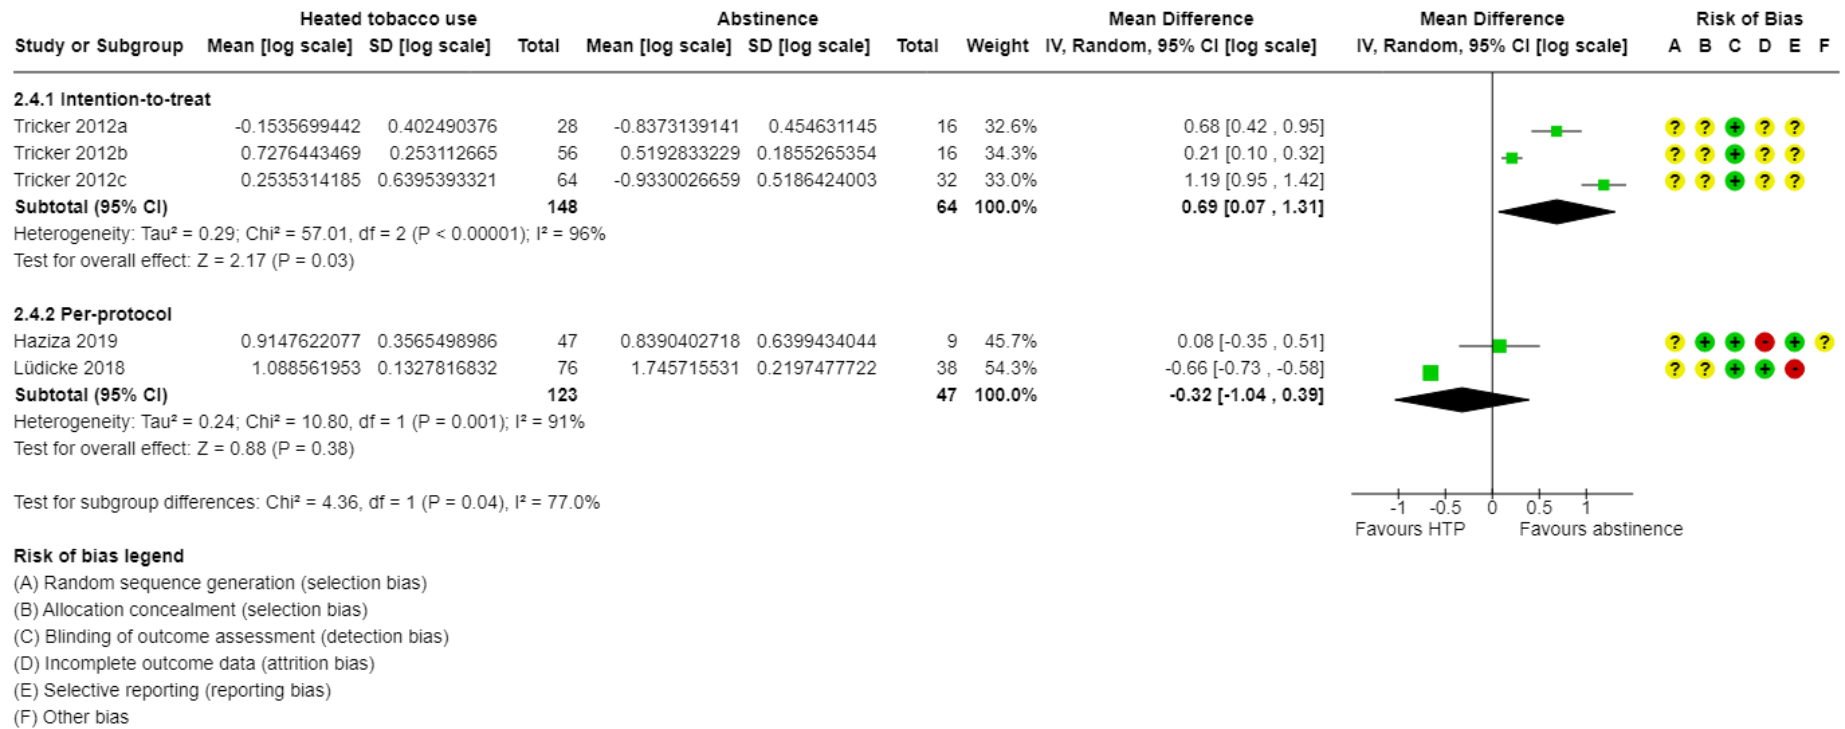 Heated tobacco use Abstinence Mean Difference Mean Difference Risk of Bias
Study or Subgroup Mean [log scale] SD [log scale] Total Mean [log scale] SD [log scale] Total Weight IV, Random, 95% CI [log scale] IV, Random, 95% CI [log scale] A B C D E F
2.4.1 Intention-to-treat
Tricker 2012a -0.1535699442 0.402490376 28 -0.8373139141 0.454631145 16 32.6% 0.68 [0.42 , 0.95] ? ? + ? ?
Tricker 2012b 0.7276443469 0.253112665 56 0.5192833229 0.1855265354 16 34.3% 0.21 [0.10 , 0.32] ? ? + ? ?
Tricker 2012c 0.2535314185 0.6395393321 64 -0.9330026659 0.5186424003 32 33.0% 1.19 [0.95 , 1.42] ? ? + ? ?
Subtotal (95% CI) 148 64 100.0% 0.69 [0.07 , 1.31]
Heterogeneity: Tau² = 0.29; Chi² = 57.01, df = 2 (P < 0.00001); I² = 96%
Test for overall effect: Z = 2.17 (P = 0.03)
2.4.2 Per-protocol
Haziza 2019 0.9147622077 0.3565498986 47 0.8390402718 0.6399434044 9 45.7% 0.08 [-0.35 , 0.51] ? + + - + ?
Lüdicke 2018 1.088561953 0.1327816832 76 1.745715531 0.2197477722 38 54.3% -0.66 [-0.73 , -0.58] ? ? + + -
Subtotal (95% CI) 123 47 100.0% -0.32 [-1.04 , 0.39]
Heterogeneity: Tau² = 0.24; Chi² = 10.80, df = 1 (P = 0.001); I² = 91%
Test for overall effect: Z = 0.88 (P = 0.38)
Test for subgroup differences: Chi² = 4.36, df = 1 (P = 0.04), I² = 77.0%
-1 -0.5 0 0.5 1
Favours HTP Favours abstinence
Risk of bias legend
(A) Random sequence generation (selection bias)
(B) Allocation concealment (selection bias)
(C) Blinding of outcome assessment (detection bias)
(D) Incomplete outcome data (attrition bias)
(E) Selective reporting (reporting bias)
(F) Other bias